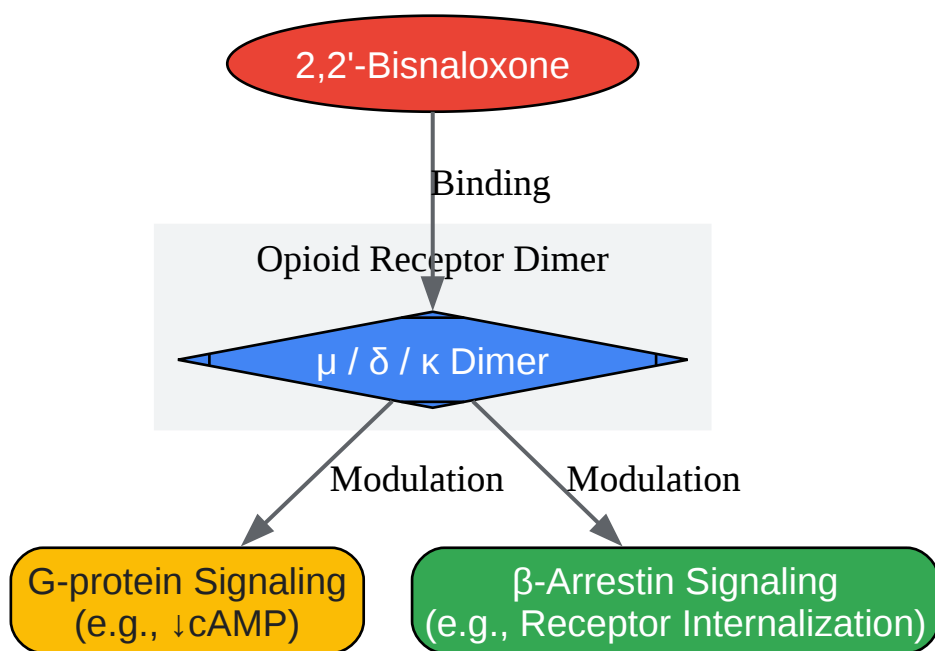 2,2'-Bisnaloxone
Binding
Opioid Receptor Dimer
μ / δ / κ Dimer
Modulation
Modulation
G-protein Signaling
(e.g., ↓cAMP)
β-Arrestin Signaling
(e.g., Receptor Internalization)